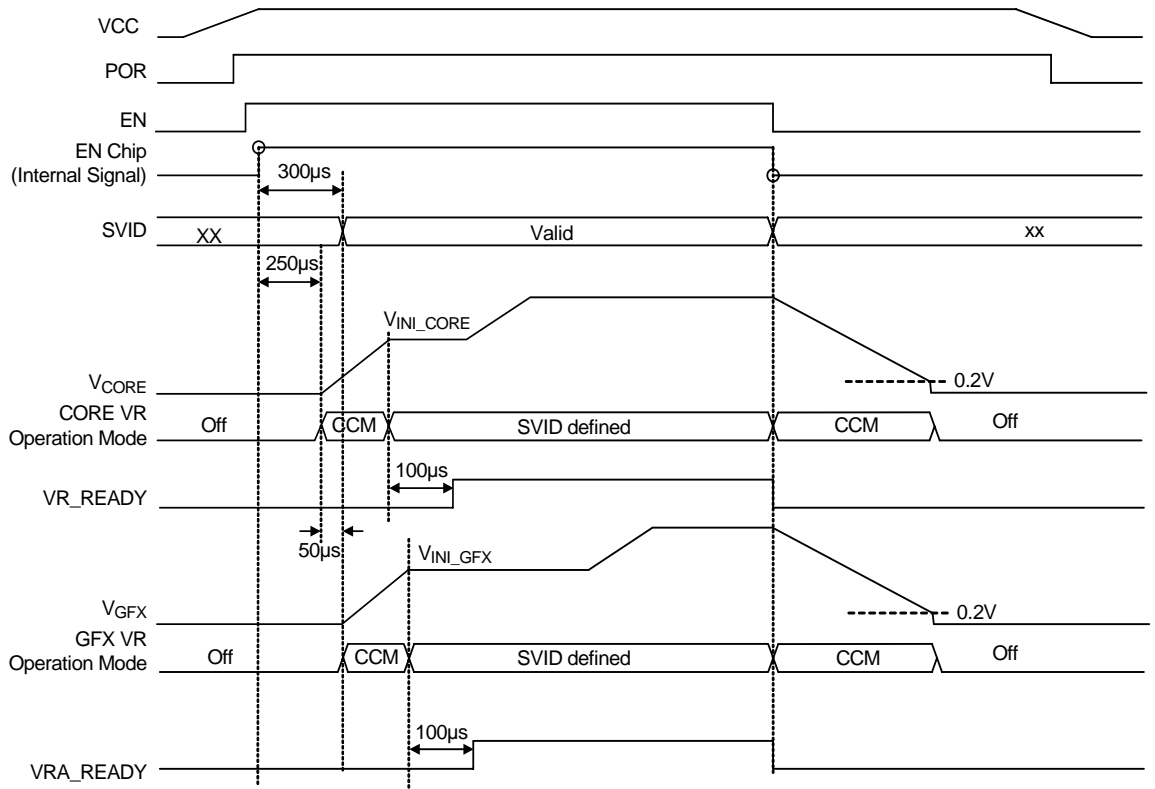 VCC
POR
EN
EN Chip
(Internal Signal)
300µs
SVID
XX
Valid
xx
250µs
VINI_CORE
VCORE
0.2V
CORE VR
Operation Mode
Off
CCM
SVID defined
CCM
Off
100µs
VR_READY
50µs
VINI_GFX
VGFX
0.2V
GFX VR
Operation Mode
Off
CCM
SVID defined
CCM
Off
100µs
VRA_READY